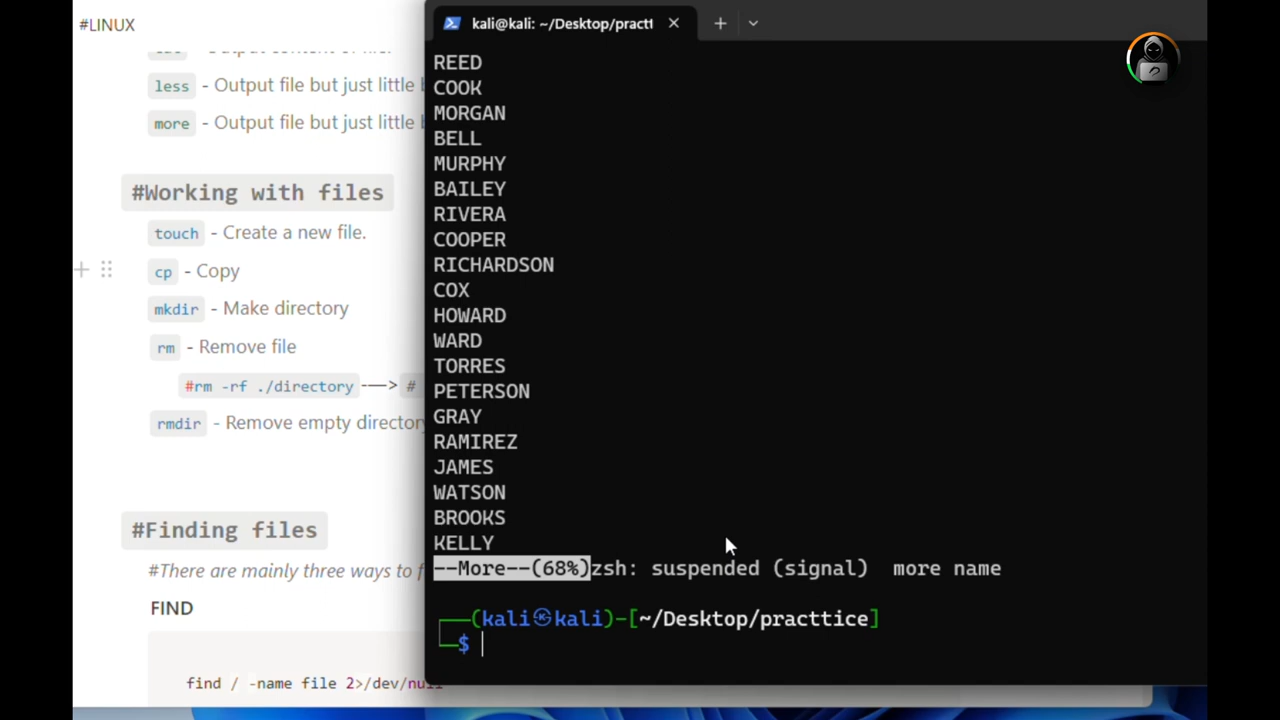 #LINUX
less - Output file but just little
more - Output file but just little
#Working with files
touch - Create a new file.
cp - Copy
mkdir - Make directory
rm - Remove file
#rm -rf ./directory -—> #
rmdir - Remove empty directory
#Finding files
#There are mainly three ways to
FIND
find / -name file 2>/dev/null
kali@kali: ~/Desktop/practi
REED
COOK
MORGAN
BELL
MURPHY
BAILEY
RIVERA
COOPER
RICHARDSON
COX
HOWARD
WARD
TORRES
PETERSON
GRAY
RAMIREZ
JAMES
WATSON
BROOKS
KELLY
--More--(68%)zsh: suspended (signal)  more name
┌──(kali㉿kali)-[~/Desktop/practtice]
└─$